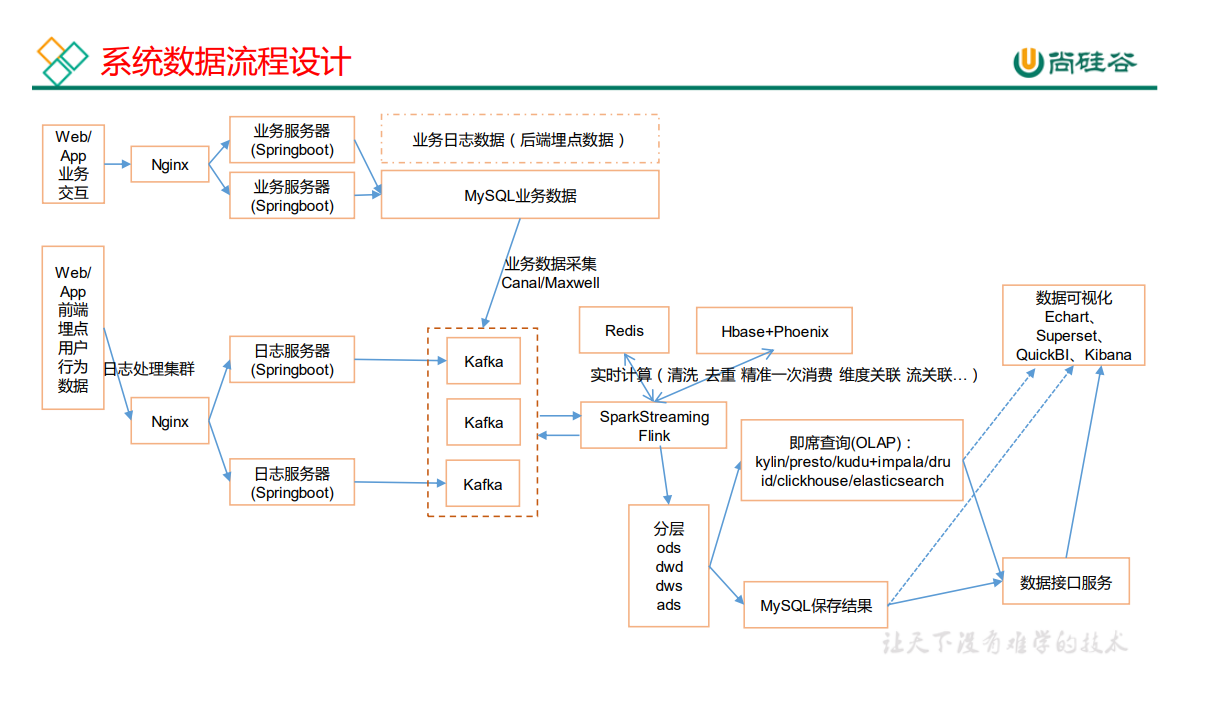 系统数据流程设计
尚硅谷
Web/
App
业务
交互
Nginx
业务服务器
(Springboot)
业务服务器
(Springboot)
业务日志数据（后端埋点数据）
MySQL业务数据
业务数据采集
Canal/Maxwell
Web/
App
前端
埋点
用户
行为
数据
日志处理集群
Nginx
日志服务器
(Springboot)
日志服务器
(Springboot)
Kafka
Kafka
Kafka
Redis
Hbase+Phoenix
实时计算（清洗 去重 精准一次消费 维度关联 流关联...）
SparkStreaming
Flink
分层
ods
dwd
dws
ads
即席查询(OLAP)：
kylin/presto/kudu+impala/dru
id/clickhouse/elasticsearch
MySQL保存结果
数据可视化
Echart、
Superset、
QuickBI、Kibana
数据接口服务
让天下没有难学的技术